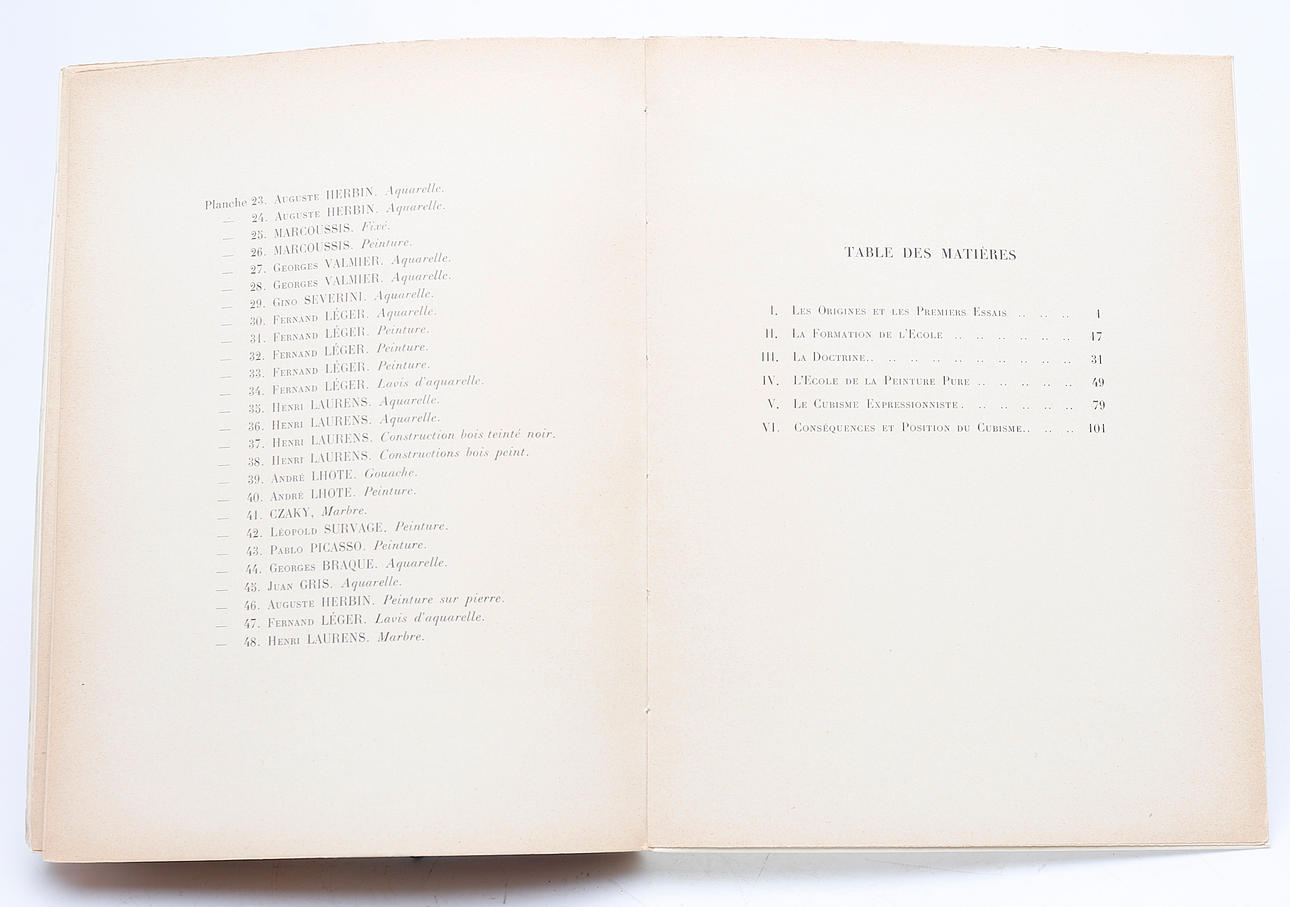 Planche 23. Auguste HERBIN. Aquarelle.
— 24. Auguste HERBIN. Aquarelle.
— 25. MARCOUSSIS. Fixé.
— 26. MARCOUSSIS. Peinture.
— 27. Georges VALMIER. Aquarelle.
— 28. Georges VALMIER. Aquarelle.
— 29. Gino SEVERINI. Aquarelle.
— 30. Fernand LÉGER. Aquarelle.
— 31. Fernand LÉGER. Peinture.
— 32. Fernand LÉGER. Peinture.
— 33. Fernand LÉGER. Peinture.
— 34. Fernand LÉGER. Lavis d'aquarelle.
— 35. Henri LAURENS. Aquarelle.
— 36. Henri LAURENS. Aquarelle.
— 37. Henri LAURENS. Construction bois teinté noir.
— 38. Henri LAURENS. Constructions bois peint.
— 39. André LHOTE. Gouache.
— 40. André LHOTE. Peinture.
— 41. CZAKY, Marbre.
— 42. Léopold SURVAGE. Peinture.
— 43. Pablo PICASSO. Peinture.
— 44. Georges BRAQUE. Aquarelle.
— 45. Juan GRIS. Aquarelle.
— 46. Auguste HERBIN. Peinture sur pierre.
— 47. Fernand LÉGER. Lavis d'aquarelle.
— 48. Henri LAURENS. Marbre.
TABLE DES MATIÈRES
I. Les Origines et les Premiers Essais .. .. .. 1
II. La Formation de l'Ecole .. .. .. .. .. .. 17
III. La Doctrine.. .. .. .. .. .. .. .. .. .. 31
IV. L'Ecole de la Peinture Pure .. .. .. .. .. 49
V. Le Cubisme Expressionniste. .. .. .. .. .. 79
VI. Conséquences et Position du Cubisme.. .. .. 101